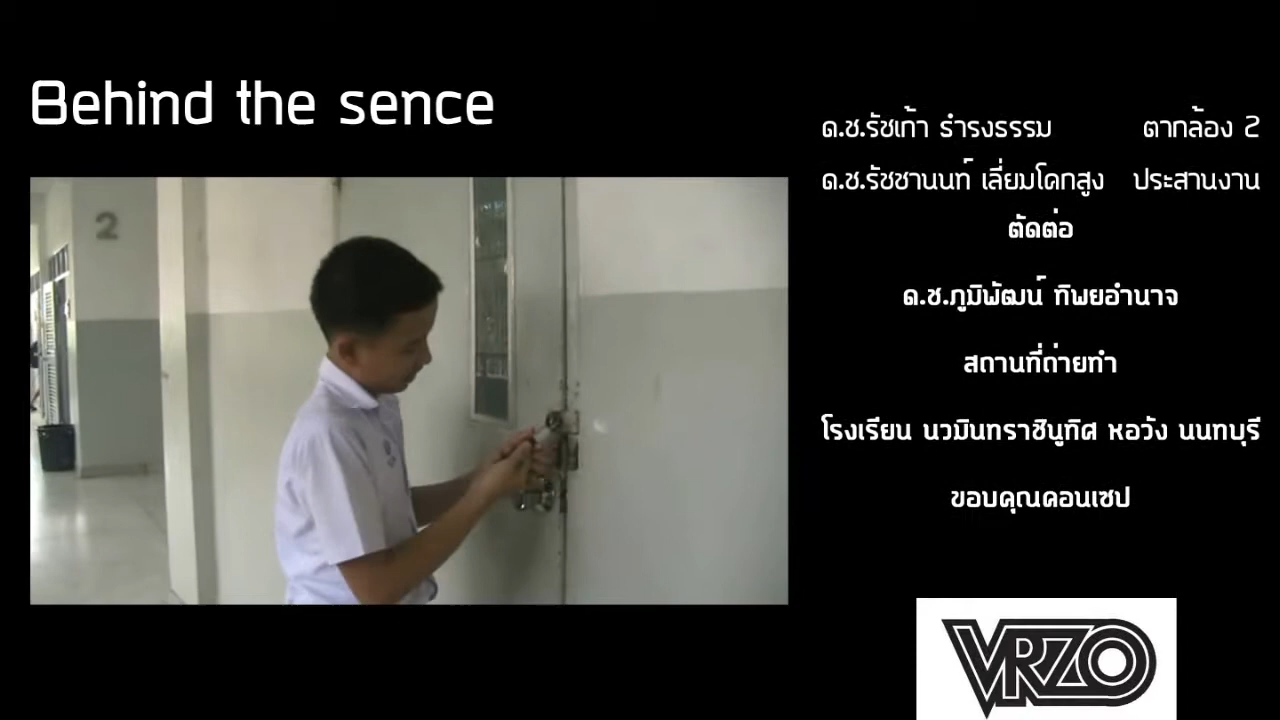 Behind the sence
2
ด.ช.รัชเก้า ธำรงธรรม ตากล้อง 2
ด.ช.รัชชานนท์ เลี่ยมโคกสูง ประสานงาน
ตัดต่อ
ด.ช.ภูมิพัฒน์ ทิพยอำนาจ
สถานที่ถ่ายทำ
โรงเรียน นวมินทราชินูทิศ หอวัง นนทบุรี
ขอบคุณคอนเซป
VRZO